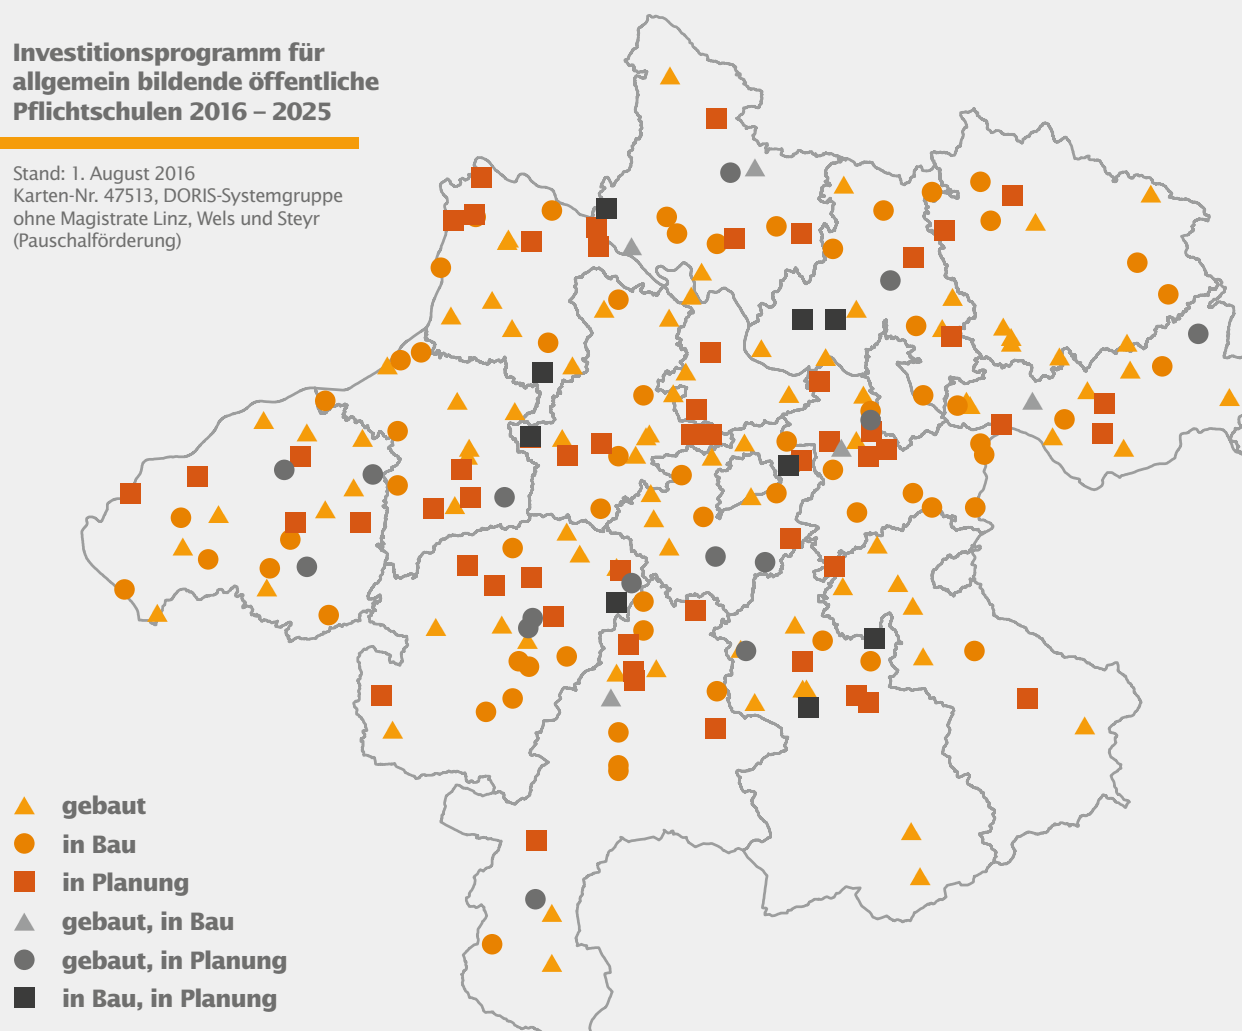 Investitionsprogramm für
allgemein bildende öffentliche
Pflichtschulen 2016 – 2025
Stand: 1. August 2016
Karten-Nr. 47513, DORIS-Systemgruppe
ohne Magistrate Linz, Wels und Steyr
(Pauschalförderung)
gebaut
in Bau
in Planung
gebaut, in Bau
gebaut, in Planung
in Bau, in Planung